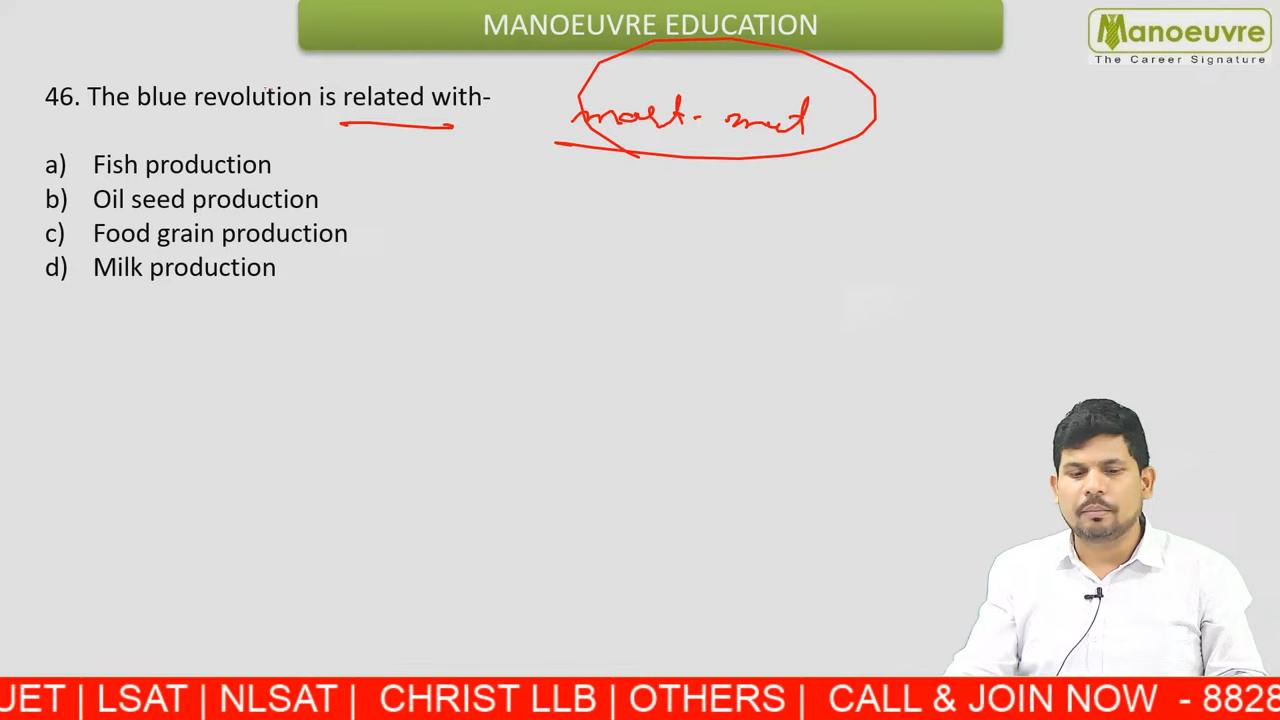 MANOEUVRE EDUCATION
Manoeuvre
The Career Signature
46. The blue revolution is related with-
a) Fish production
b) Oil seed production
c) Food grain production
d) Milk production
JET | LSAT | NLSAT | CHRIST LLB | OTHERS | CALL & JOIN NOW - 8828